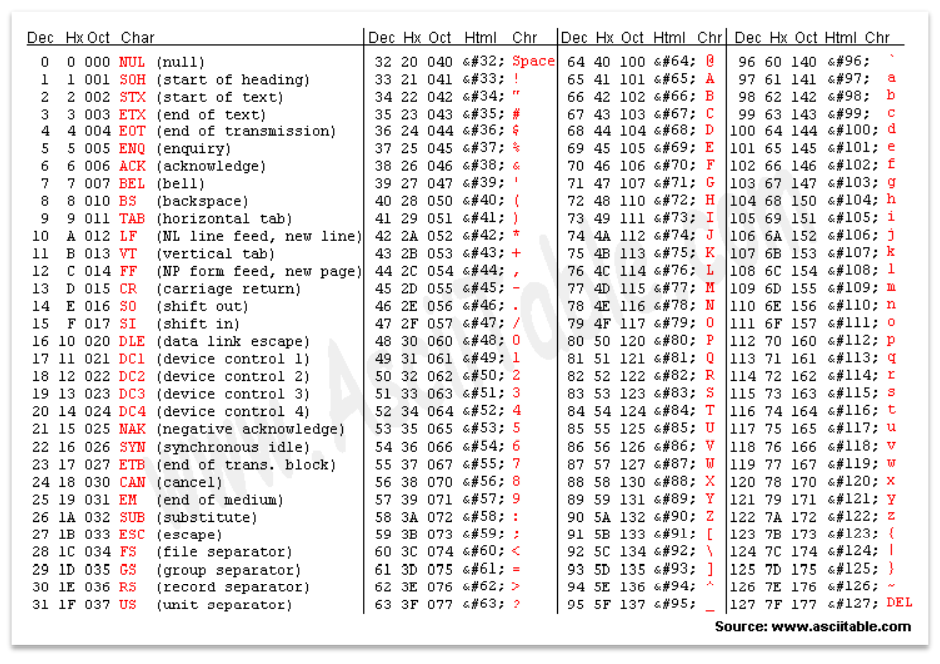 Dec Hx Oct Char Dec Hx Oct Html Chr Dec Hx Oct Html Chr Dec Hx Oct Html Chr
0 0 000 NUL (null) 32 20 040 &#32; Space 64 40 100 &#64; @ 96 60 140 &#96; `
1 1 001 SOH (start of heading) 33 21 041 &#33; ! 65 41 101 &#65; A 97 61 141 &#97; a
2 2 002 STX (start of text) 34 22 042 &#34; " 66 42 102 &#66; B 98 62 142 &#98; b
3 3 003 ETX (end of text) 35 23 043 &#35; # 67 43 103 &#67; C 99 63 143 &#99; c
4 4 004 EOT (end of transmission) 36 24 044 &#36; $ 68 44 104 &#68; D 100 64 144 &#100; d
5 5 005 ENQ (enquiry) 37 25 045 &#37; % 69 45 105 &#69; E 101 65 145 &#101; e
6 6 006 ACK (acknowledge) 38 26 046 &#38; & 70 46 106 &#70; F 102 66 146 &#102; f
7 7 007 BEL (bell) 39 27 047 &#39; ' 71 47 107 &#71; G 103 67 147 &#103; g
8 8 010 BS (backspace) 40 28 050 &#40; ( 72 48 110 &#72; H 104 68 150 &#104; h
9 9 011 TAB (horizontal tab) 41 29 051 &#41; ) 73 49 111 &#73; I 105 69 151 &#105; i
10 A 012 LF (NL line feed, new line) 42 2A 052 &#42; * 74 4A 112 &#74; J 106 6A 152 &#106; j
11 B 013 VT (vertical tab) 43 2B 053 &#43; + 75 4B 113 &#75; K 107 6B 153 &#107; k
12 C 014 FF (NP form feed, new page) 44 2C 054 &#44; , 76 4C 114 &#76; L 108 6C 154 &#108; l
13 D 015 CR (carriage return) 45 2D 055 &#45; - 77 4D 115 &#77; M 109 6D 155 &#109; m
14 E 016 SO (shift out) 46 2E 056 &#46; . 78 4E 116 &#78; N 110 6E 156 &#110; n
15 F 017 SI (shift in) 47 2F 057 &#47; / 79 4F 117 &#79; O 111 6F 157 &#111; o
16 10 020 DLE (data link escape) 48 30 060 &#48; 0 80 50 120 &#80; P 112 70 160 &#112; p
17 11 021 DC1 (device control 1) 49 31 061 &#49; 1 81 51 121 &#81; Q 113 71 161 &#113; q
18 12 022 DC2 (device control 2) 50 32 062 &#50; 2 82 52 122 &#82; R 114 72 162 &#114; r
19 13 023 DC3 (device control 3) 51 33 063 &#51; 3 83 53 123 &#83; S 115 73 163 &#115; s
20 14 024 DC4 (device control 4) 52 34 064 &#52; 4 84 54 124 &#84; T 116 74 164 &#116; t
21 15 025 NAK (negative acknowledge) 53 35 065 &#53; 5 85 55 125 &#85; U 117 75 165 &#117; u
22 16 026 SYN (synchronous idle) 54 36 066 &#54; 6 86 56 126 &#86; V 118 76 166 &#118; v
23 17 027 ETB (end of trans. block) 55 37 067 &#55; 7 87 57 127 &#87; W 119 77 167 &#119; w
24 18 030 CAN (cancel) 56 38 070 &#56; 8 88 58 130 &#88; X 120 78 170 &#120; x
25 19 031 EM (end of medium) 57 39 071 &#57; 9 89 59 131 &#89; Y 121 79 171 &#121; y
26 1A 032 SUB (substitute) 58 3A 072 &#58; : 90 5A 132 &#90; Z 122 7A 172 &#122; z
27 1B 033 ESC (escape) 59 3B 073 &#59; ; 91 5B 133 &#91; [ 123 7B 173 &#123; {
28 1C 034 FS (file separator) 60 3C 074 &#60; < 92 5C 134 &#92; \ 124 7C 174 &#124; |
29 1D 035 GS (group separator) 61 3D 075 &#61; = 93 5D 135 &#93; ] 125 7D 175 &#125; }
30 1E 036 RS (record separator) 62 3E 076 &#62; > 94 5E 136 &#94; ^ 126 7E 176 &#126; ~
31 1F 037 US (unit separator) 63 3F 077 &#63; ? 95 5F 137 &#95; _ 127 7F 177 &#127; DEL
Source: www.asciitable.com
www.AsciiTable.com